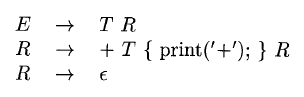 E → T R
R → + T { print('+'); } R
R → ϵ